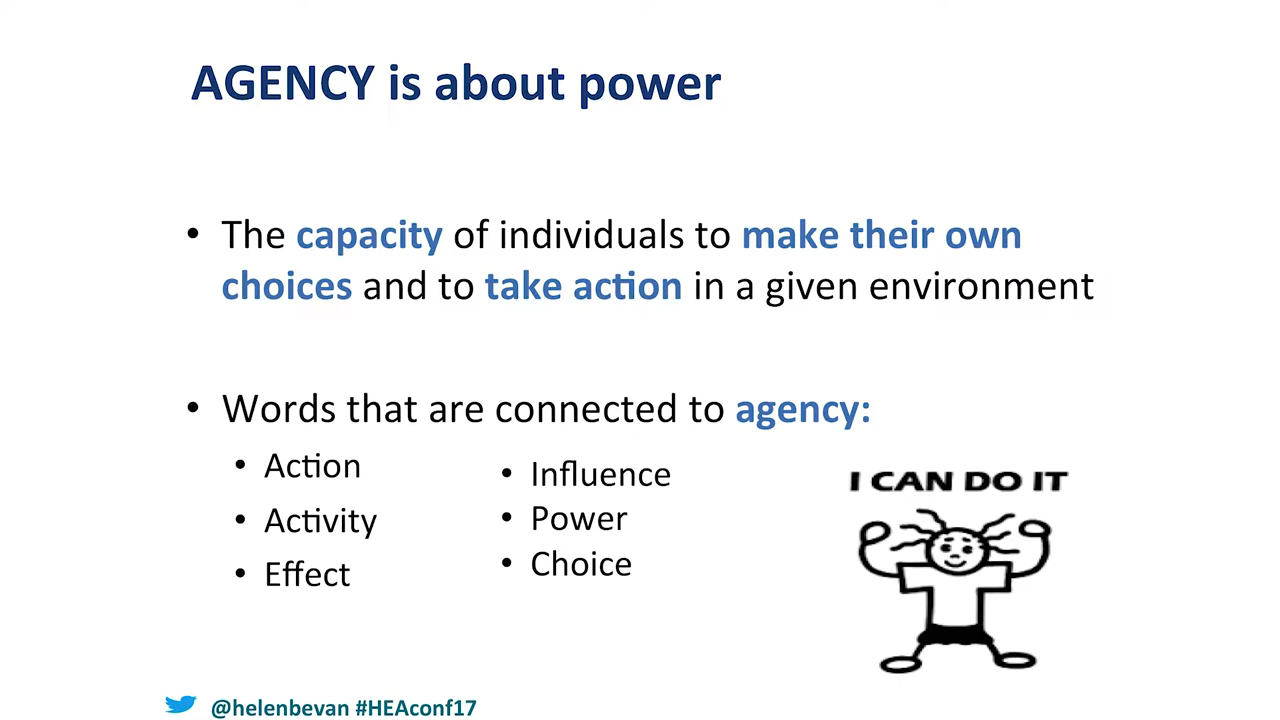 AGENCY is about power
• The capacity of individuals to make their own
choices and to take action in a given environment
• Words that are connected to agency:
• Action
• Activity
• Effect
• Influence
• Power
• Choice
I CAN DO IT
@helenbevan #HEAconf17